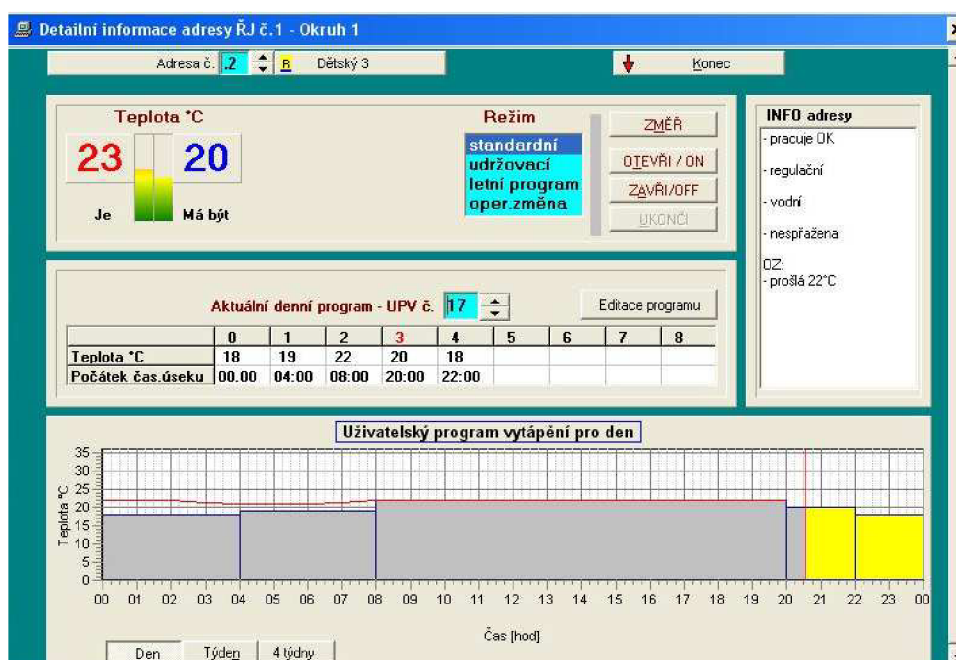 Detailní informace adresy ŘJ č.1 - Okruh 1
Adresa č. .2 R Dětský 3 Konec
Teplota °C
23 20
Je Má být
Režim
standardní
udržovací
letní program
oper.změna
ZMĚŘ
OTEVŘI / ON
ZAVŘI/OFF
UKONČI
INFO adresy
- pracuje OK
- regulační
- vodní
- nespřažena
OZ:
- prošlá 22°C
Aktuální denní program - UPV č. 17 Editace programu
0 1 2 3 4 5 6 7 8
Teplota °C 18 19 22 20 18
Počátek čas.úseku 00.00 04:00 08:00 20:00 22:00
Uživatelský program vytápění pro den
Teplota °C
35
30
25
20
15
10
5
0
00 01 02 03 04 05 06 07 08 09 10 11 12 13 14 15 16 17 18 19 20 21 22 23 00
Čas [hod]
Den Týden 4 týdny